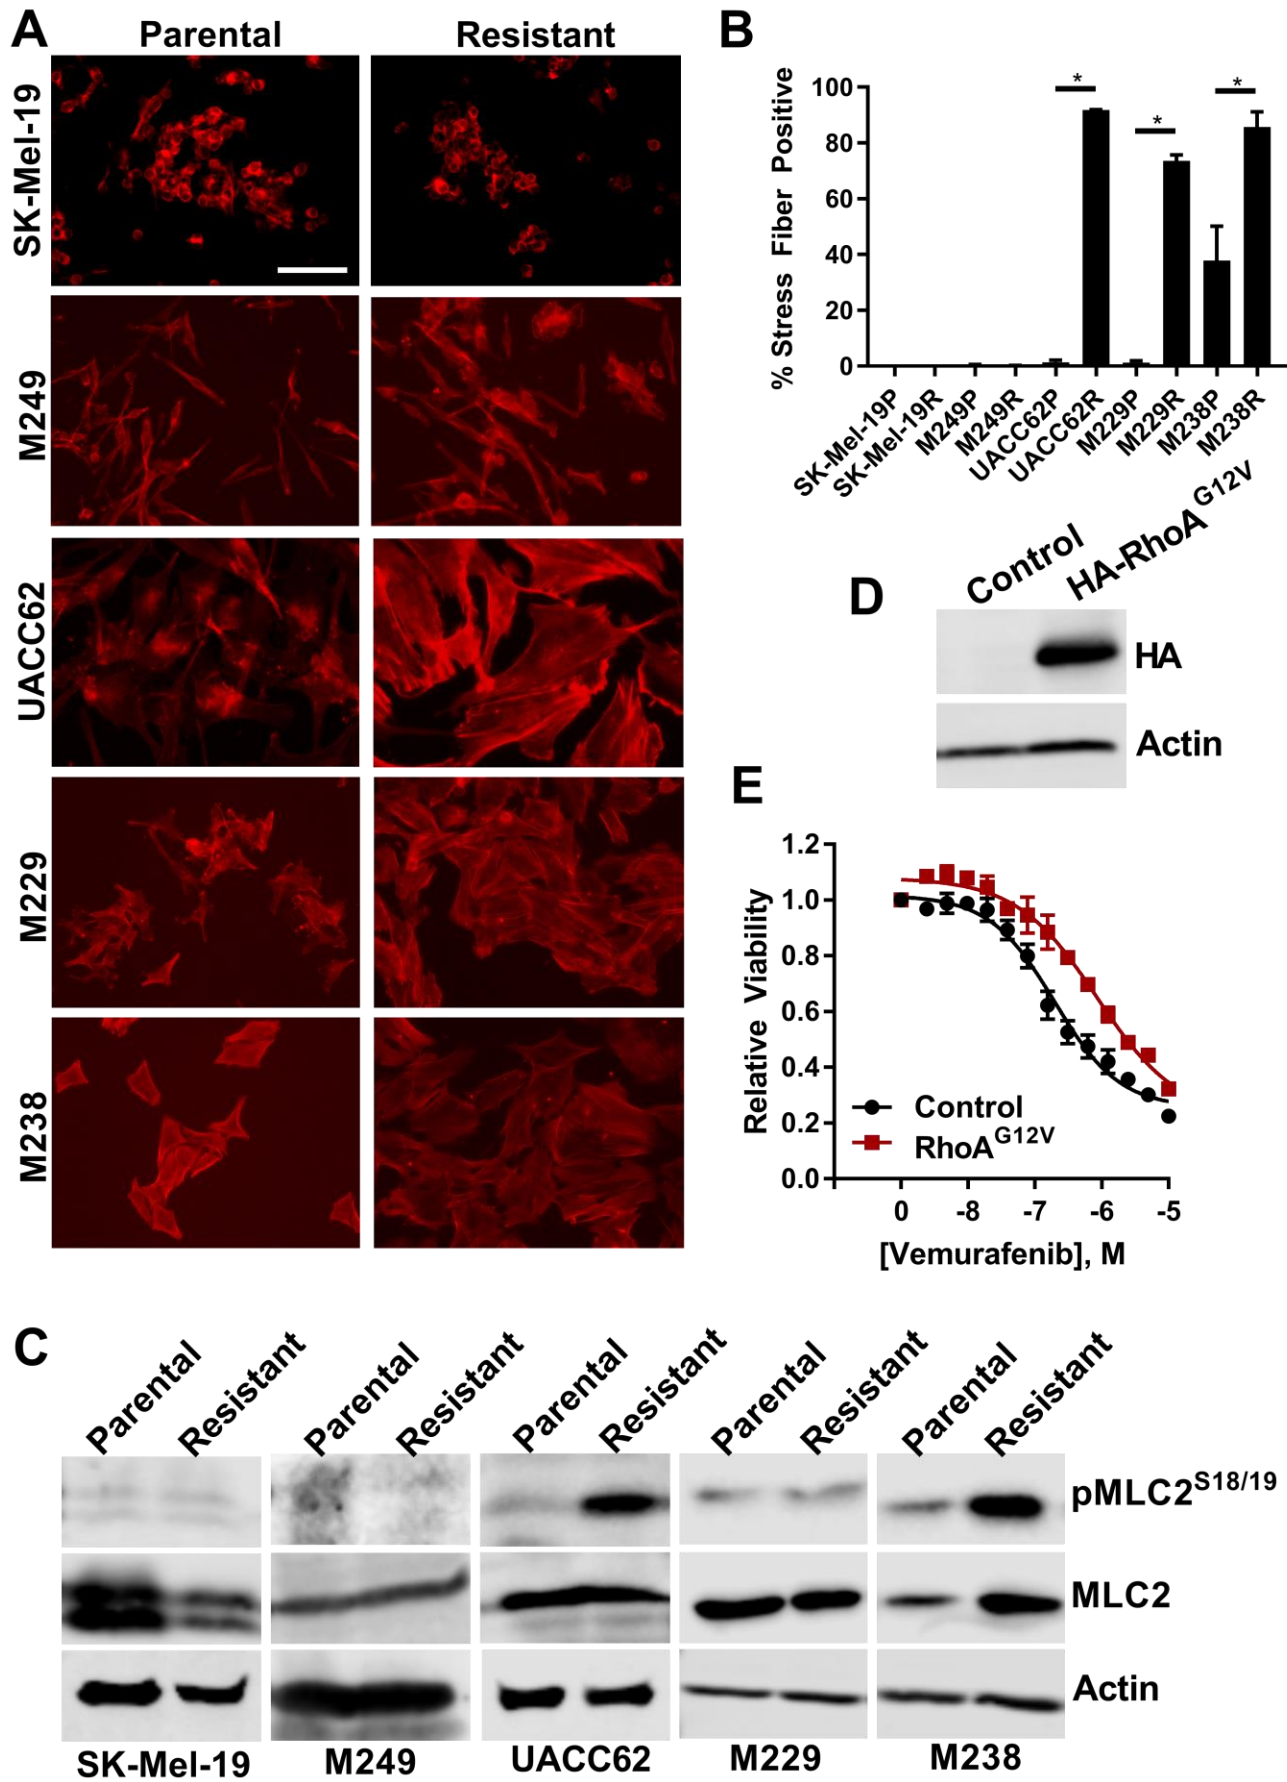 A
Parental Resistant
SK-Mel-19
M249
UACC62
M229
M238
B
% Stress Fiber Positive
100
80
60
40
20
0
SK-Mel-19P
SK-Mel-19R
M249P
M249R
UACC62P
UACC62R
M229P
M229R
M238P
M238R
* * *
D
Control
HA-RhoA^G12V
HA
Actin
E
Relative Viability
1.2
1.0
0.8
0.6
0.4
0.2
0.0
Control
RhoA^G12V
0 -8 -7 -6 -5
[Vemurafenib], M
C
Parental Resistant Parental Resistant Parental Resistant Parental Resistant Parental Resistant
pMLC2^S18/19
MLC2
Actin
SK-Mel-19 M249 UACC62 M229 M238